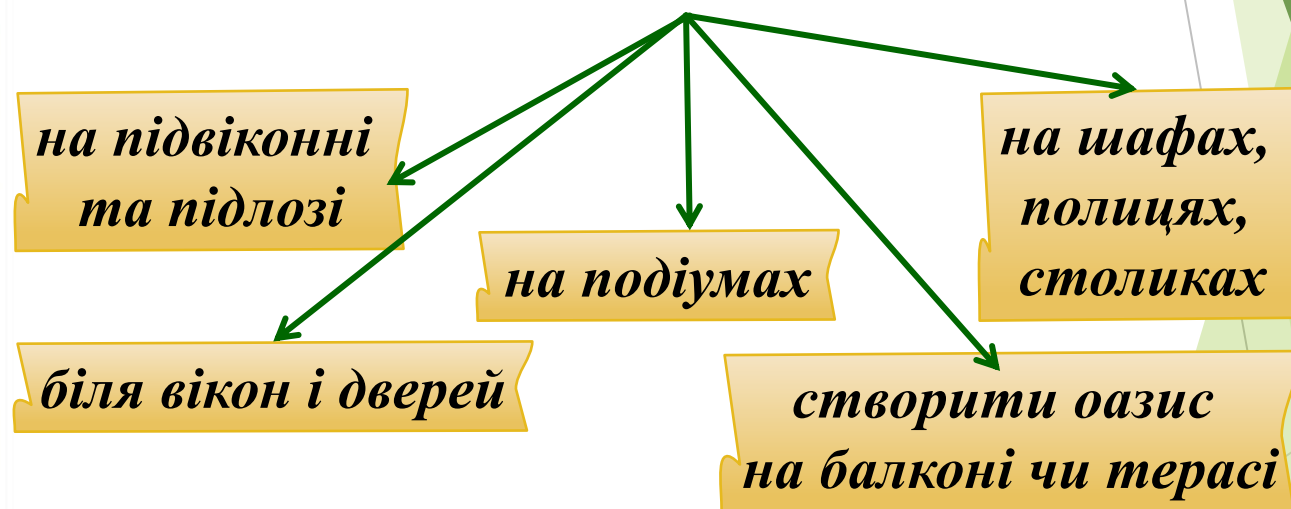 на підвіконні
та підлозі
на шафах,
полицях,
столиках
на подіумах
біля вікон і дверей
створити оазис
на балконі чи терасі